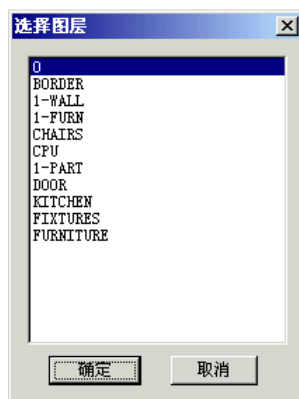 选择图层
0
BORDER
1-WALL
1-FURN
CHAIRS
CPU
1-PART
DOOR
KITCHEN
FIXTURES
FURNITURE
确定 取消